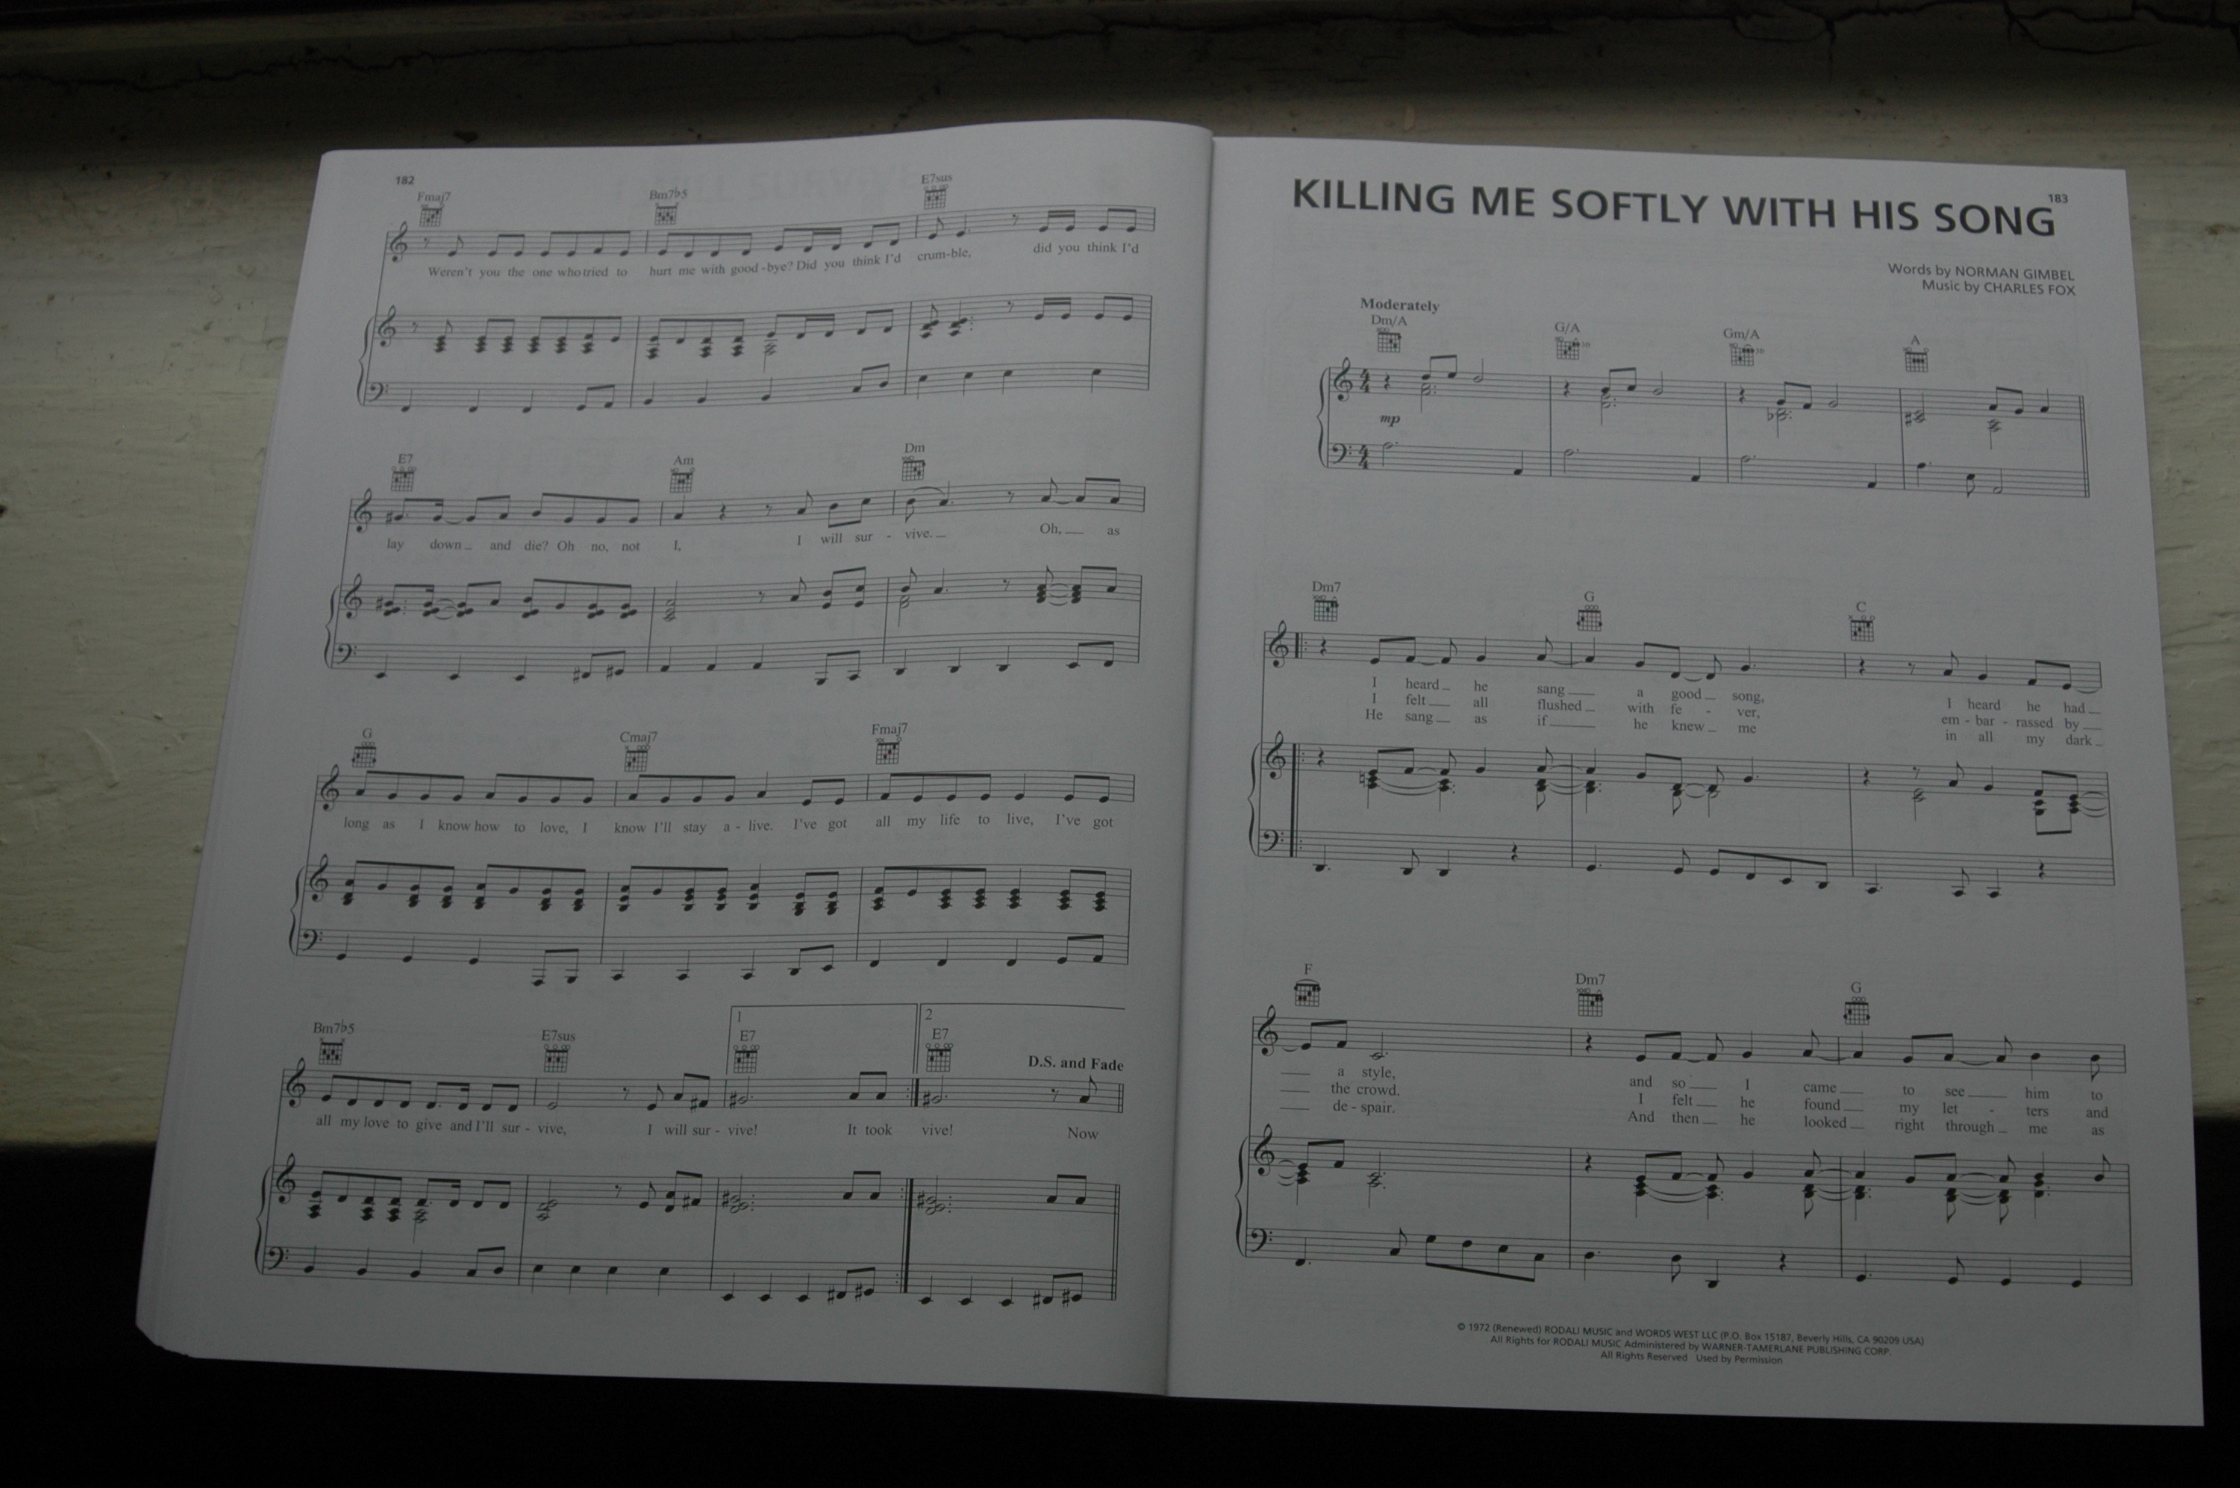 182
Fmaj7 Bm7♭5 E7sus
Weren't you the one who tried to hurt me with good - bye? Did you think I'd crum-ble, did you think I'd
E7 Am Dm
lay down and die? Oh no, not I, I will sur - vive. Oh, as
G Cmaj7 Fmaj7
long as I know how to love, I know I'll stay a - live. I've got all my life to live, I've got
1 2
Bm7♭5 E7sus E7 E7
D.S. and Fade
all my love to give and I'll sur - vive, I will sur - vive! It took vive! Now
183
KILLING ME SOFTLY WITH HIS SONG
Words by NORMAN GIMBEL
Music by CHARLES FOX
Moderately
Dm/A G/A Gm/A A
mp
Dm7 G C
I heard he sang a good song, I heard he had
I felt all flushed with fe - ver, em - bar - rassed by
He sang as if he knew me in all my dark
F Dm7 G
a style, and so I came to see him to
the crowd. I felt he found my let - ters and
de - spair. And then he looked right through me as
© 1972 (Renewed) RODALI MUSIC and WORDS WEST LLC (P.O. Box 15187, Beverly Hills, CA 90209 USA)
All Rights for RODALI MUSIC Administered by WARNER-TAMERLANE PUBLISHING CORP.
All Rights Reserved Used by Permission